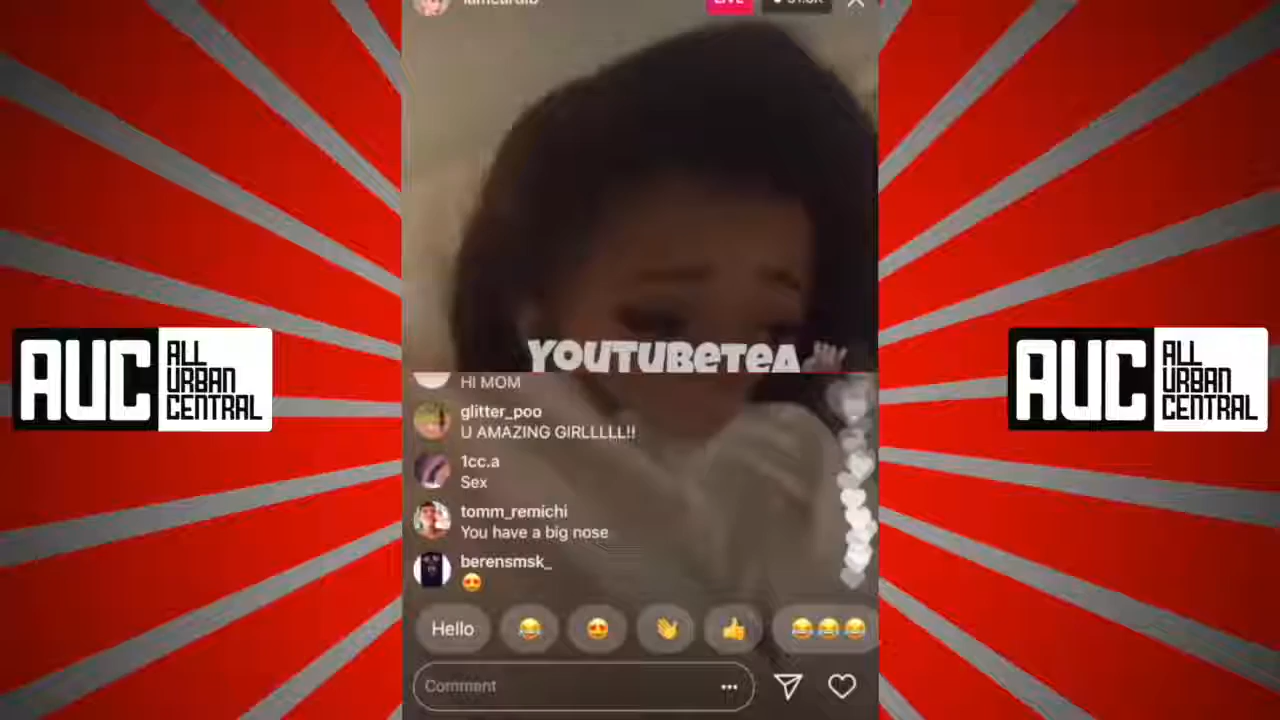 LIVE
YOUTUBETEA
HI MOM
glitter_poo
U AMAZING GIRLLLLL!!
1cc.a
Sex
tomm_remichi
You have a big nose
berensmsk_
😍
Hello
😂
😍
👋
👍
😂😂😂
Comment
AUC
ALL
URBAN
CENTRAL
AUC
ALL
URBAN
CENTRAL